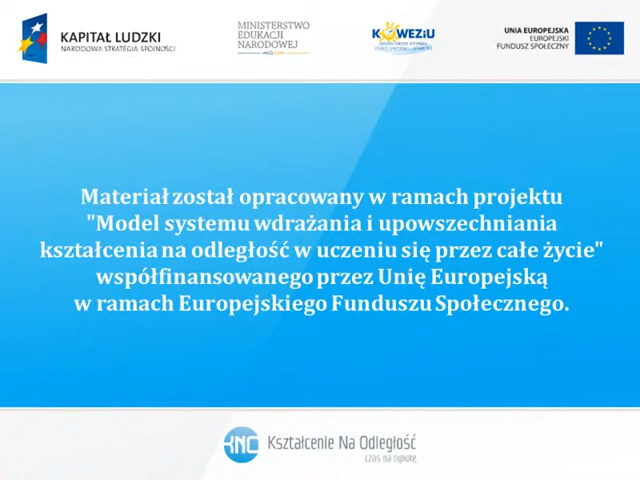 KAPITAŁ LUDZKI
NARODOWA STRATEGIA SPÓJNOŚCI
MINISTERSTWO
EDUKACJI
NARODOWEJ
KOWEZiU
UNIA EUROPEJSKA
EUROPEJSKI
FUNDUSZ SPOŁECZNY
Materiał został opracowany w ramach projektu
"Model systemu wdrażania i upowszechniania
kształcenia na odległość w uczeniu się przez całe życie"
współfinansowanego przez Unię Europejską
w ramach Europejskiego Funduszu Społecznego.
KNO Kształcenie Na Odległość
czas na naukę